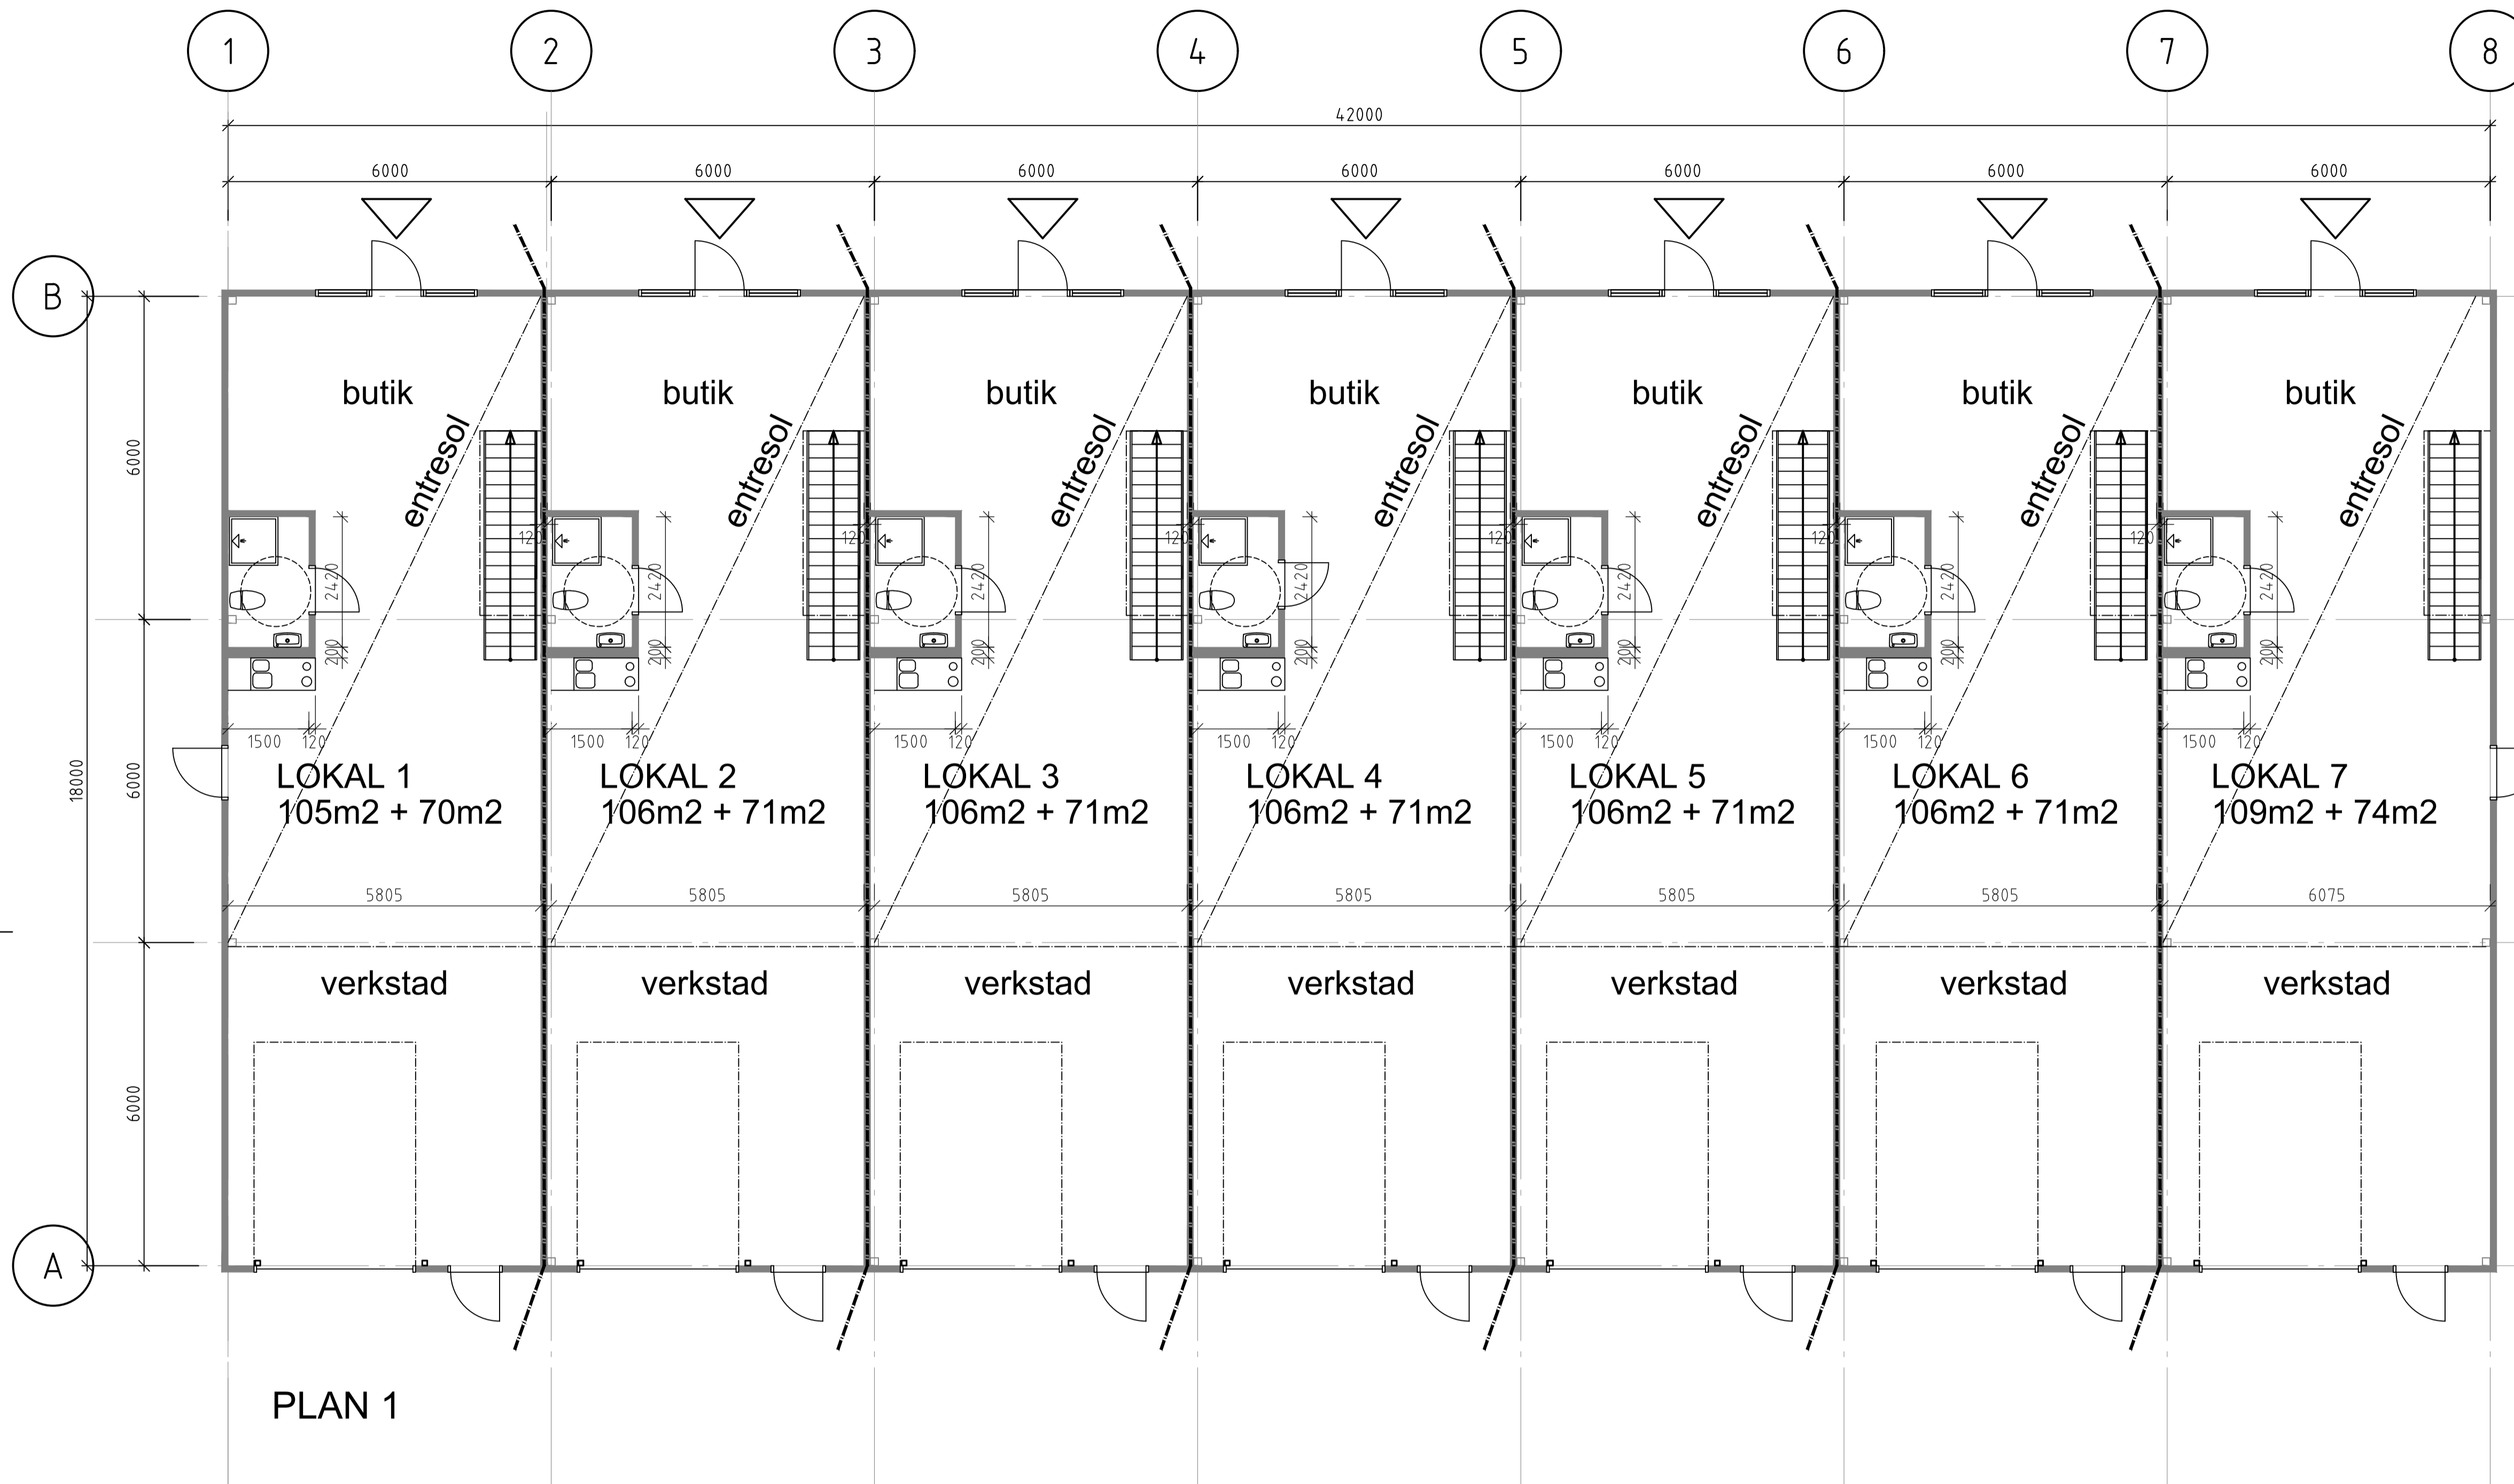 1 2 3 4 5 6 7 8
42000
6000 6000 6000 6000 6000 6000 6000
B
butik butik butik butik butik butik butik
entresol entresol entresol entresol entresol entresol entresol
6000
120 120 120 120 120 120
2420 2420 2420 2420 2420 2420 2420
200 200 200 200 200 200 200
1500 120 1500 120 1500 120 1500 120 1500 120 1500 120 1500 120
18000
6000
LOKAL 1 LOKAL 2 LOKAL 3 LOKAL 4 LOKAL 5 LOKAL 6 LOKAL 7
105m2 + 70m2 106m2 + 71m2 106m2 + 71m2 106m2 + 71m2 106m2 + 71m2 106m2 + 71m2 109m2 + 74m2
5805 5805 5805 5805 5805 5805 6075
verkstad verkstad verkstad verkstad verkstad verkstad verkstad
6000
A
PLAN 1